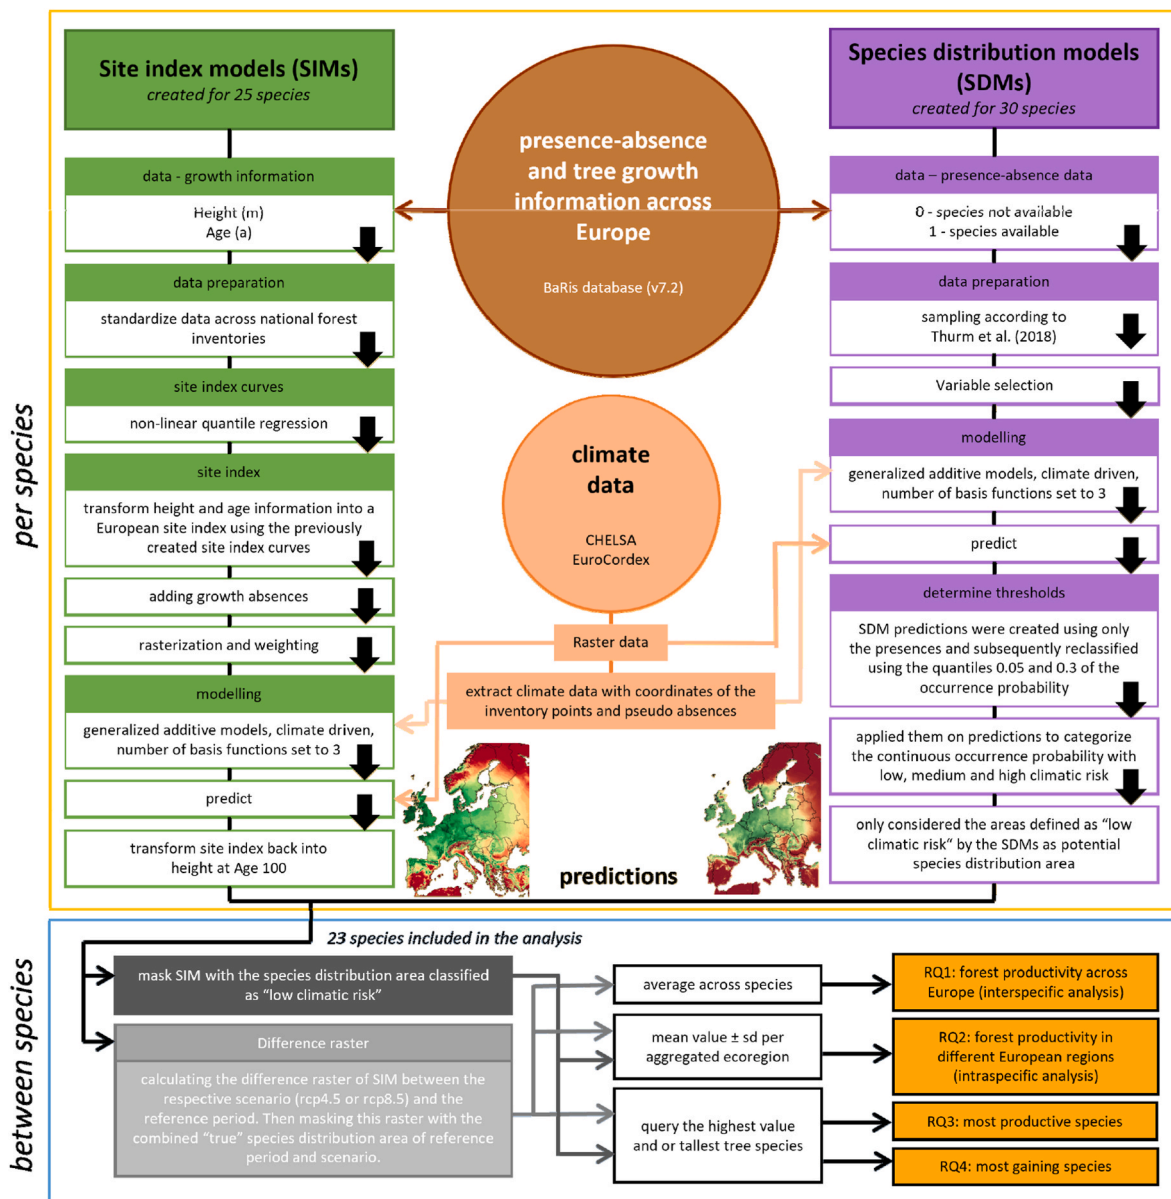 per species
Site index models (SIMs)
created for 25 species
data - growth information
Height (m)
Age (a)
data preparation
standardize data across national forest
inventories
site index curves
non-linear quantile regression
site index
transform height and age information into a
European site index using the previously
created site index curves
adding growth absences
rasterization and weighting
modelling
generalized additive models, climate driven,
number of basis functions set to 3
predict
transform site index back into
height at Age 100
presence-absence
and tree growth
information across
Europe
BaRis database (v7.2)
climate
data
CHELSA
EuroCordex
Raster data
extract climate data with coordinates of the
inventory points and pseudo absences
predictions
Species distribution models
(SDMs)
created for 30 species
data – presence-absence data
0 - species not available
1 - species available
data preparation
sampling according to
Thurm et al. (2018)
Variable selection
modelling
generalized additive models, climate driven,
number of basis functions set to 3
predict
determine thresholds
SDM predictions were created using only
the presences and subsequently reclassified
using the quantiles 0.05 and 0.3 of the
occurrence probability
applied them on predictions to categorize
the continuous occurrence probability with
low, medium and high climatic risk
only considered the areas defined as “low
climatic risk” by the SDMs as potential
species distribution area
between species
23 species included in the analysis
mask SIM with the species distribution area classified
as “low climatic risk”
Difference raster
calculating the difference raster of SIM between the
respective scenario (rcp4.5 or rcp8.5) and the
the reference period. Then masking this raster with the
combined “true” species distribution area of reference
period and scenario.
average across species
mean value ± sd per
aggregated ecoregion
query the highest value
and or tallest tree species
RQ1: forest productivity across
Europe (interspecific analysis)
RQ2: forest productivity in
different European regions
(intraspecific analysis)
RQ3: most productive species
RQ4: most gaining species